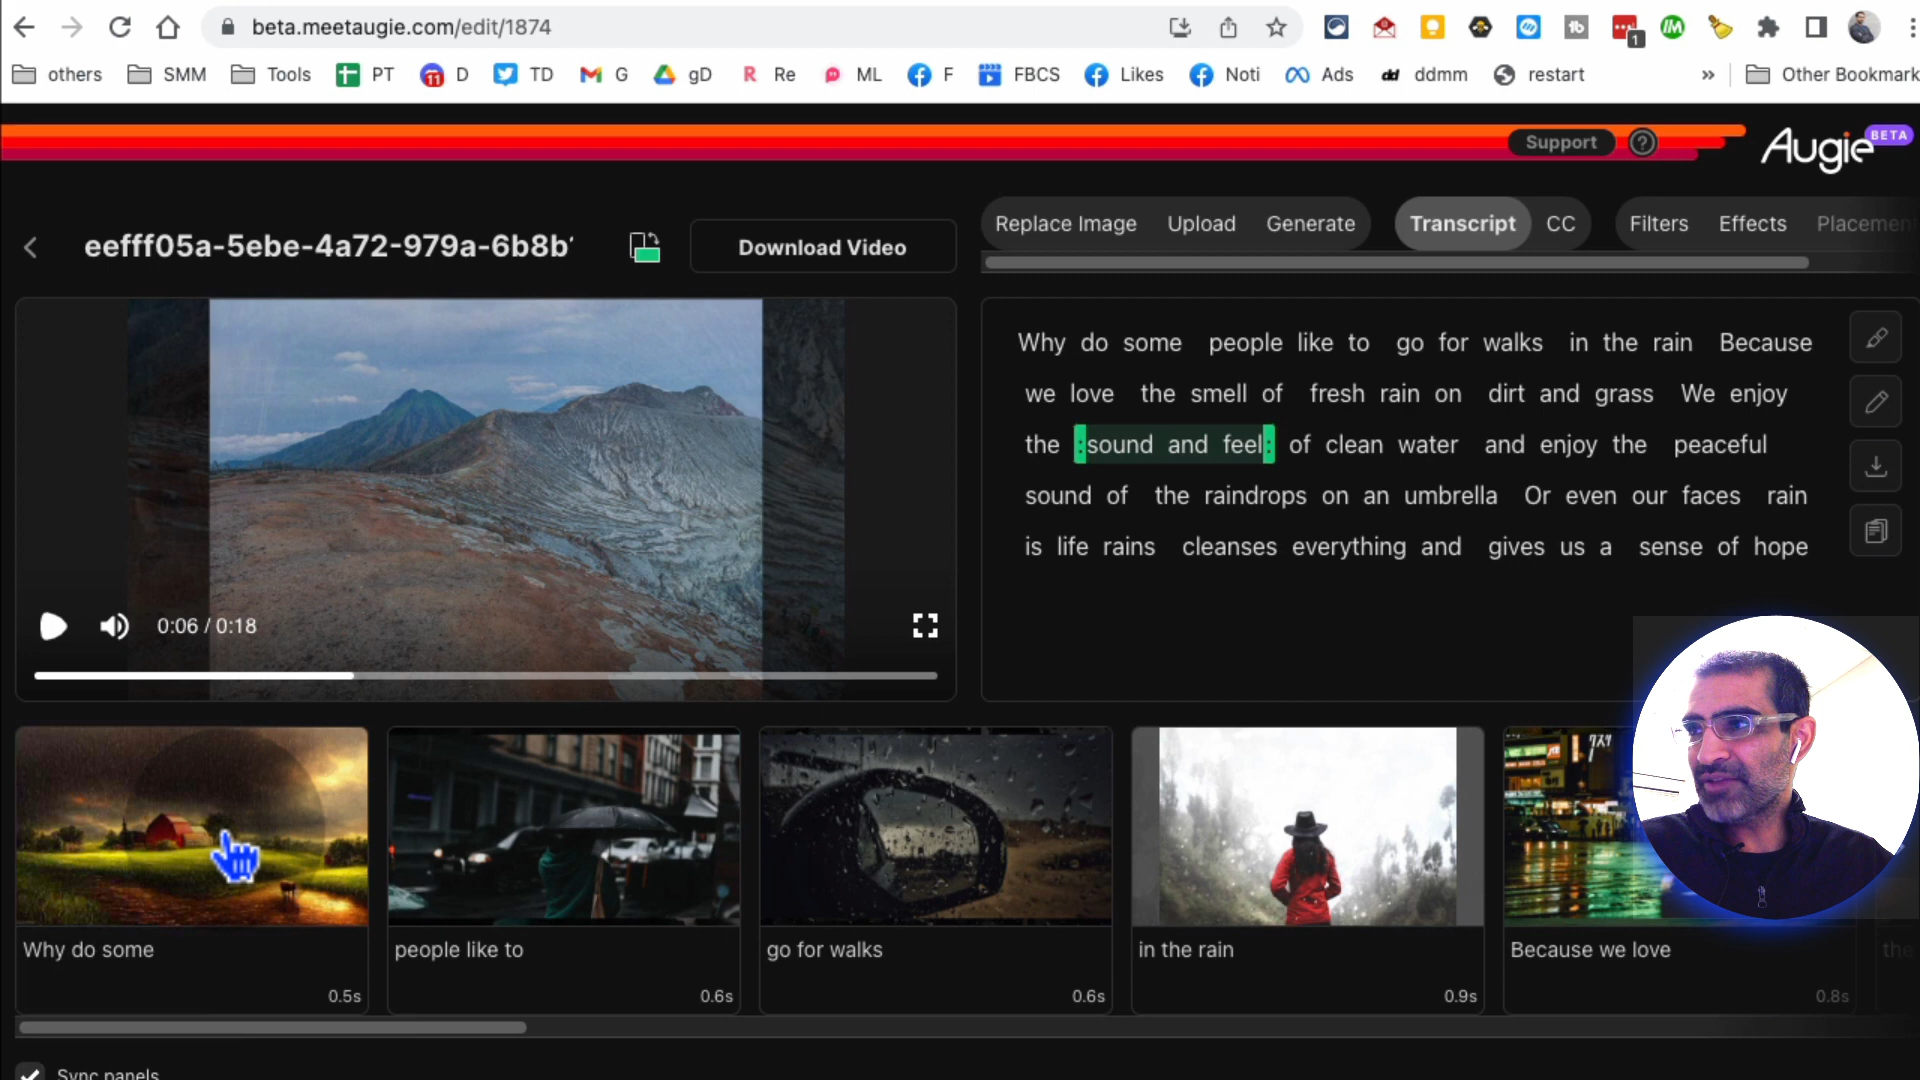 beta.meetaugie.com/edit/1874
1
others SMM Tools PT 11 D TD G gD Re ML F FBCS Likes Noti Ads ddmm restart » Other Bookmark
Support ? Augie BETA
eefff05a-5ebe-4a72-979a-6b8b
Download Video
Replace Image Upload Generate Transcript CC Filters Effects Placemen
Why do some people like to go for walks in the rain Because
we love the smell of fresh rain on dirt and grass We enjoy
the sound and feel of clean water and enjoy the peaceful
sound of the raindrops on an umbrella Or even our faces rain
is life rains cleanses everything and gives us a sense of hope
0:06 / 0:18
Why do some
0.5s
people like to
0.6s
go for walks
0.6s
in the rain
0.9s
Because we love
0.8s
the
Sync panels